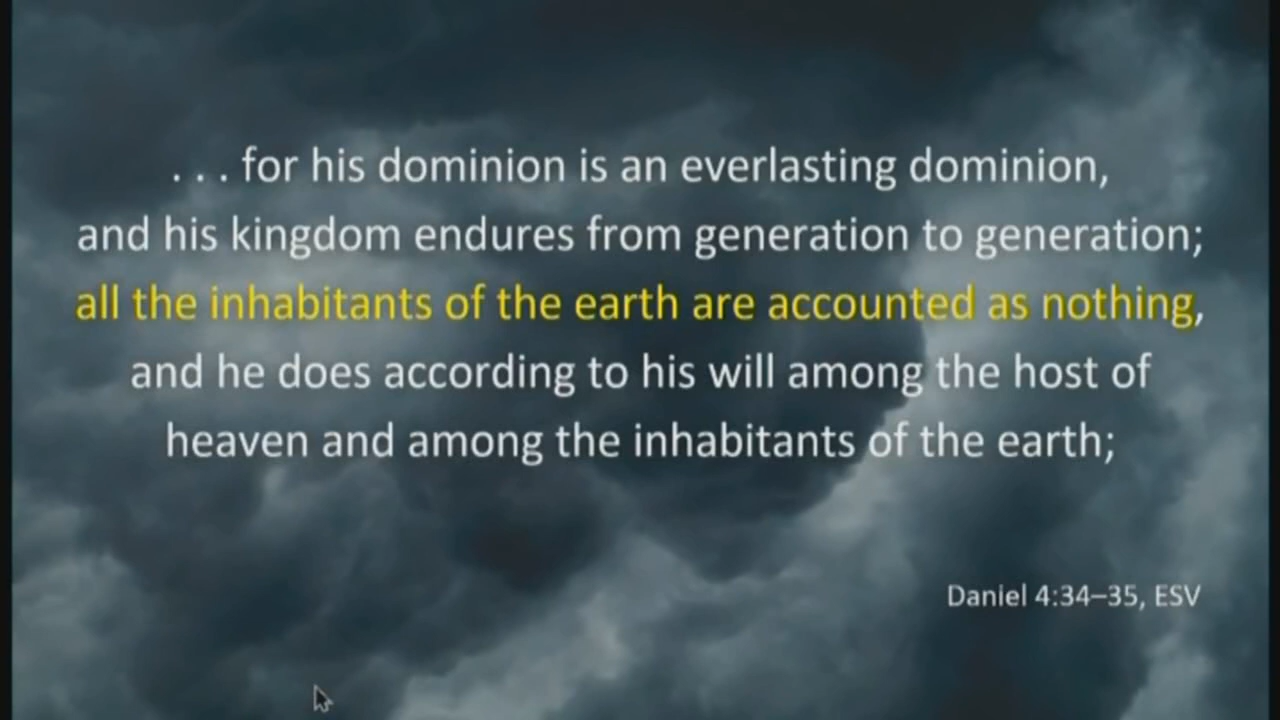 . . . for his dominion is an everlasting dominion,
and his kingdom endures from generation to generation;
all the inhabitants of the earth are accounted as nothing,
and he does according to his will among the host of
heaven and among the inhabitants of the earth;
Daniel 4:34–35, ESV